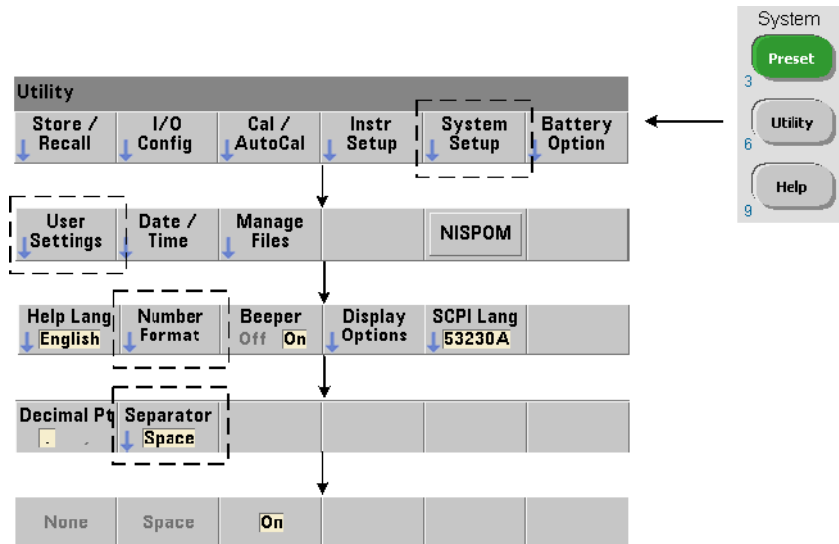 System
Preset
3
Utility
6
Help
9
Utility
Store / Recall
I/O Config
Cal / AutoCal
Instr Setup
System Setup
Battery Option
User Settings
Date / Time
Manage Files
NISPOM
Help Lang English
Number Format
Beeper Off On
Display Options
SCPI Lang 53230A
Decimal Pt . ,
Separator Space
None
Space
On